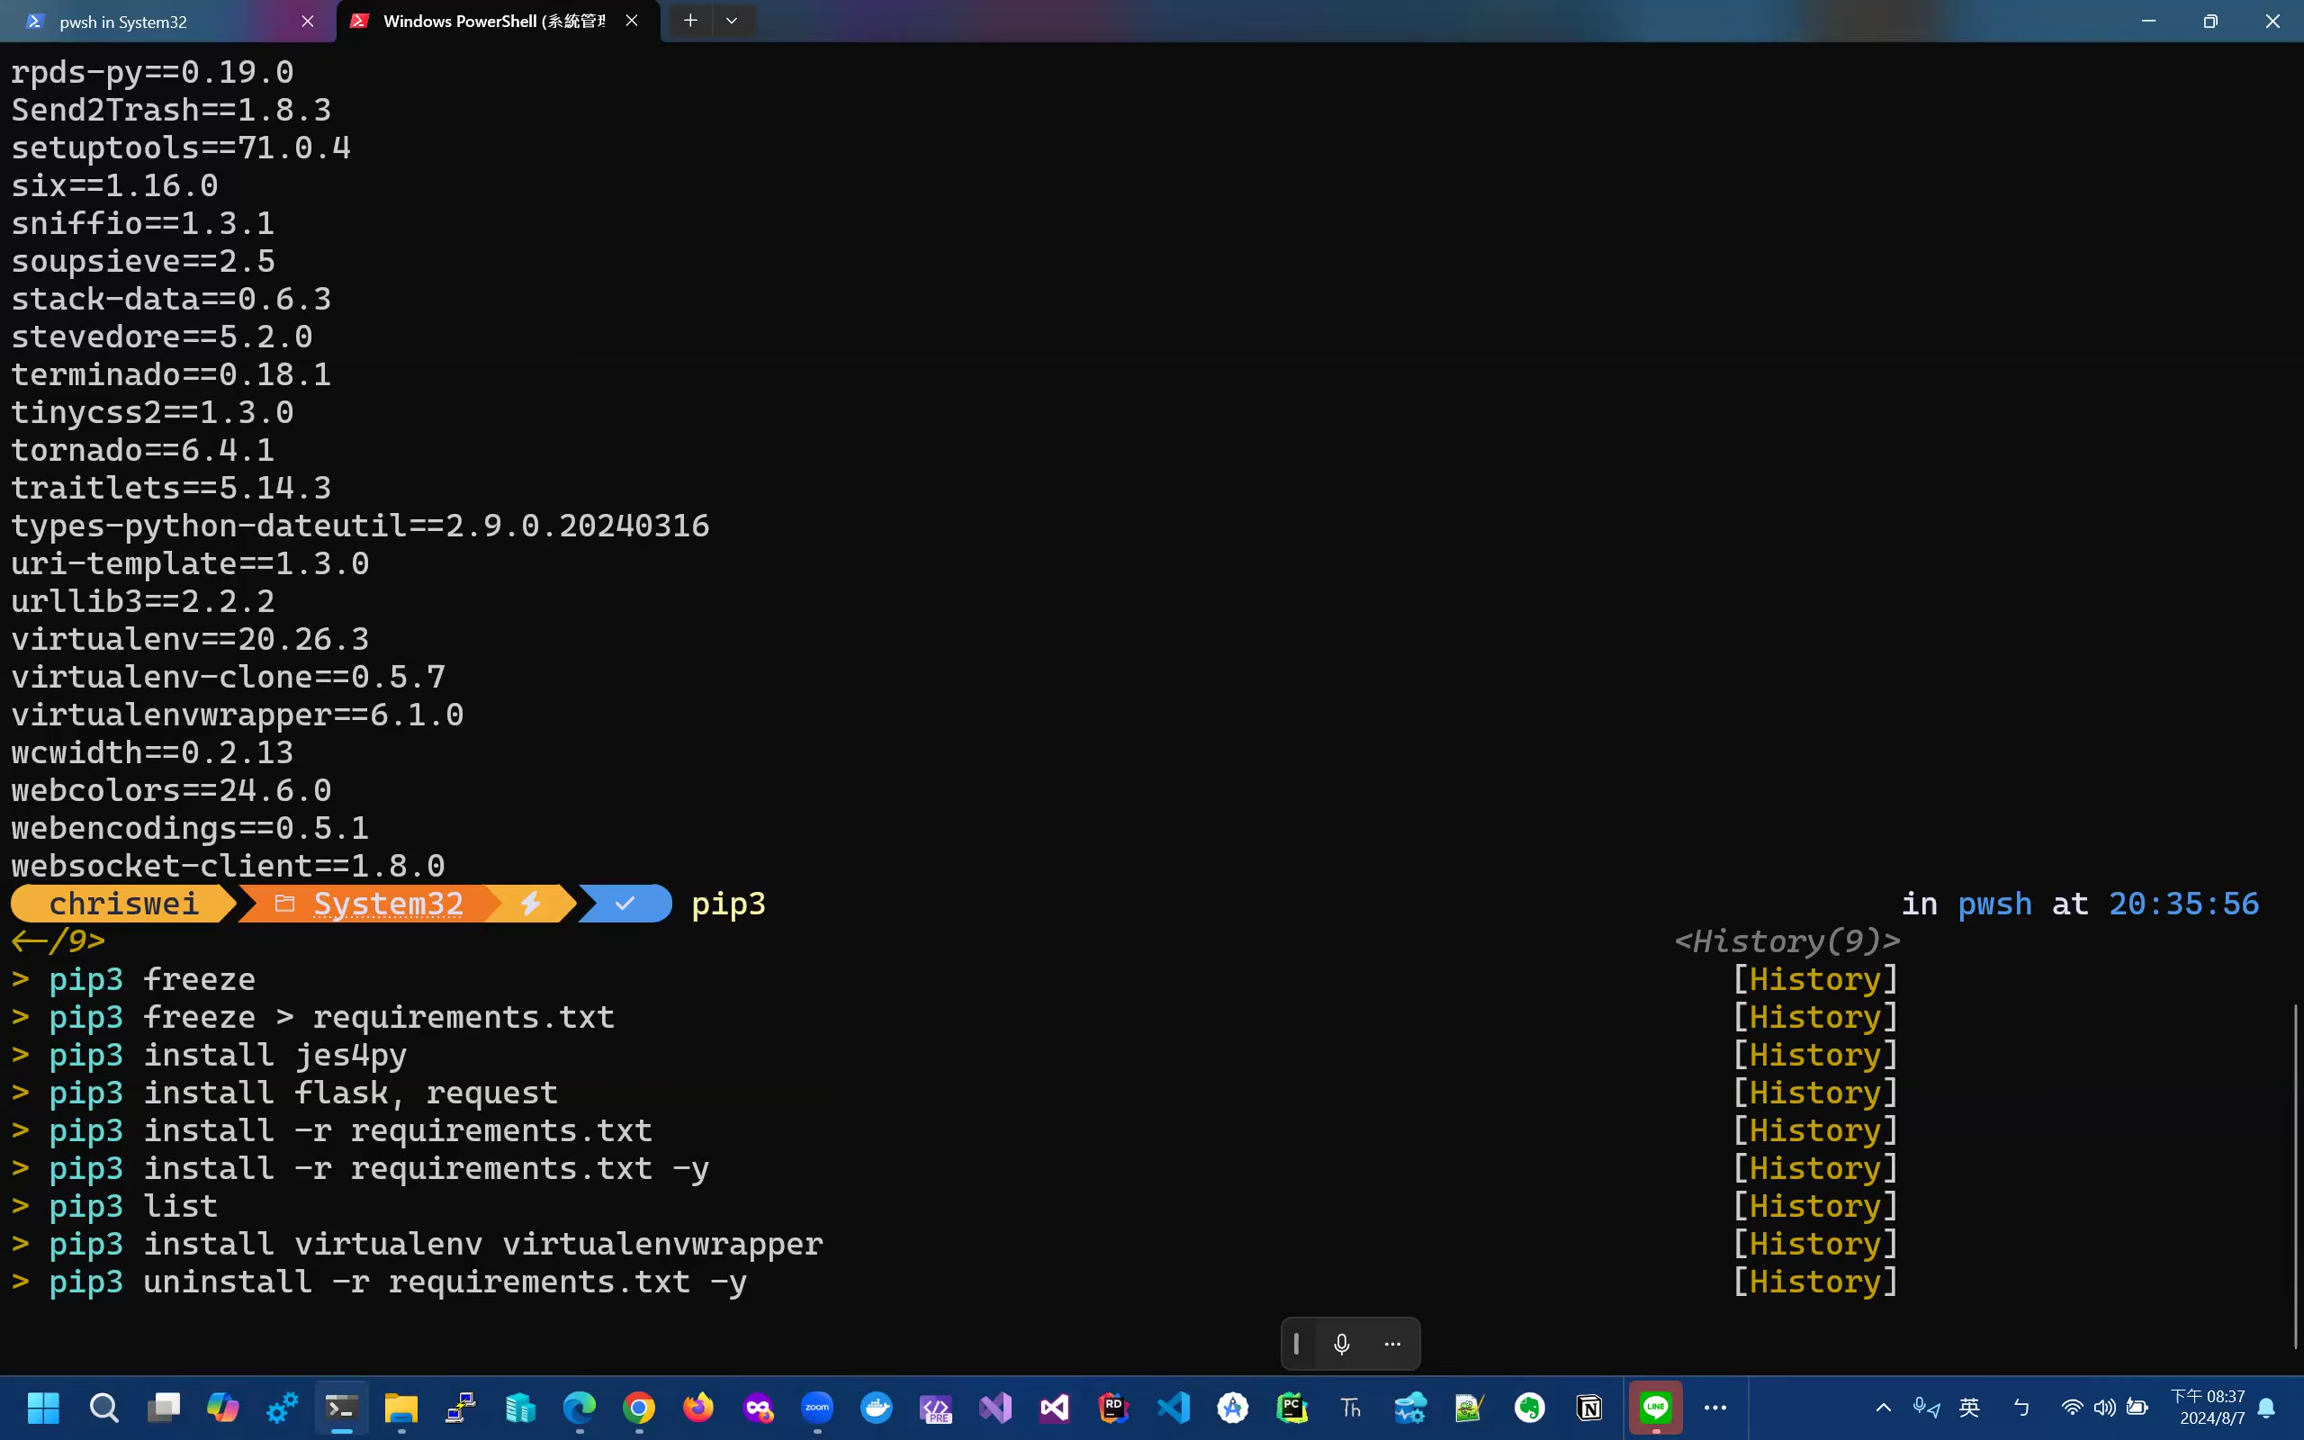 pwsh in System32
Windows PowerShell (系統管理
rpds-py==0.19.0
Send2Trash==1.8.3
setuptools==71.0.4
six==1.16.0
sniffio==1.3.1
soupsieve==2.5
stack-data==0.6.3
stevedore==5.2.0
terminado==0.18.1
tinycss2==1.3.0
tornado==6.4.1
traitlets==5.14.3
types-python-dateutil==2.9.0.20240316
uri-template==1.3.0
urllib3==2.2.2
virtualenv==20.26.3
virtualenv-clone==0.5.7
virtualenvwrapper==6.1.0
wcwidth==0.2.13
webcolors==24.6.0
webencodings==0.5.1
websocket-client==1.8.0
chriswei System32 pip3 in pwsh at 20:35:56
<-/9> <History(9)>
> pip3 freeze [History]
> pip3 freeze > requirements.txt [History]
> pip3 install jes4py [History]
> pip3 install flask, request [History]
> pip3 install -r requirements.txt [History]
> pip3 install -r requirements.txt -y [History]
> pip3 list [History]
> pip3 install virtualenv virtualenvwrapper [History]
> pip3 uninstall -r requirements.txt -y [History]
PRE zoom RD PC Th N LINE 英 ㄅ 下午 08:37
2024/8/7